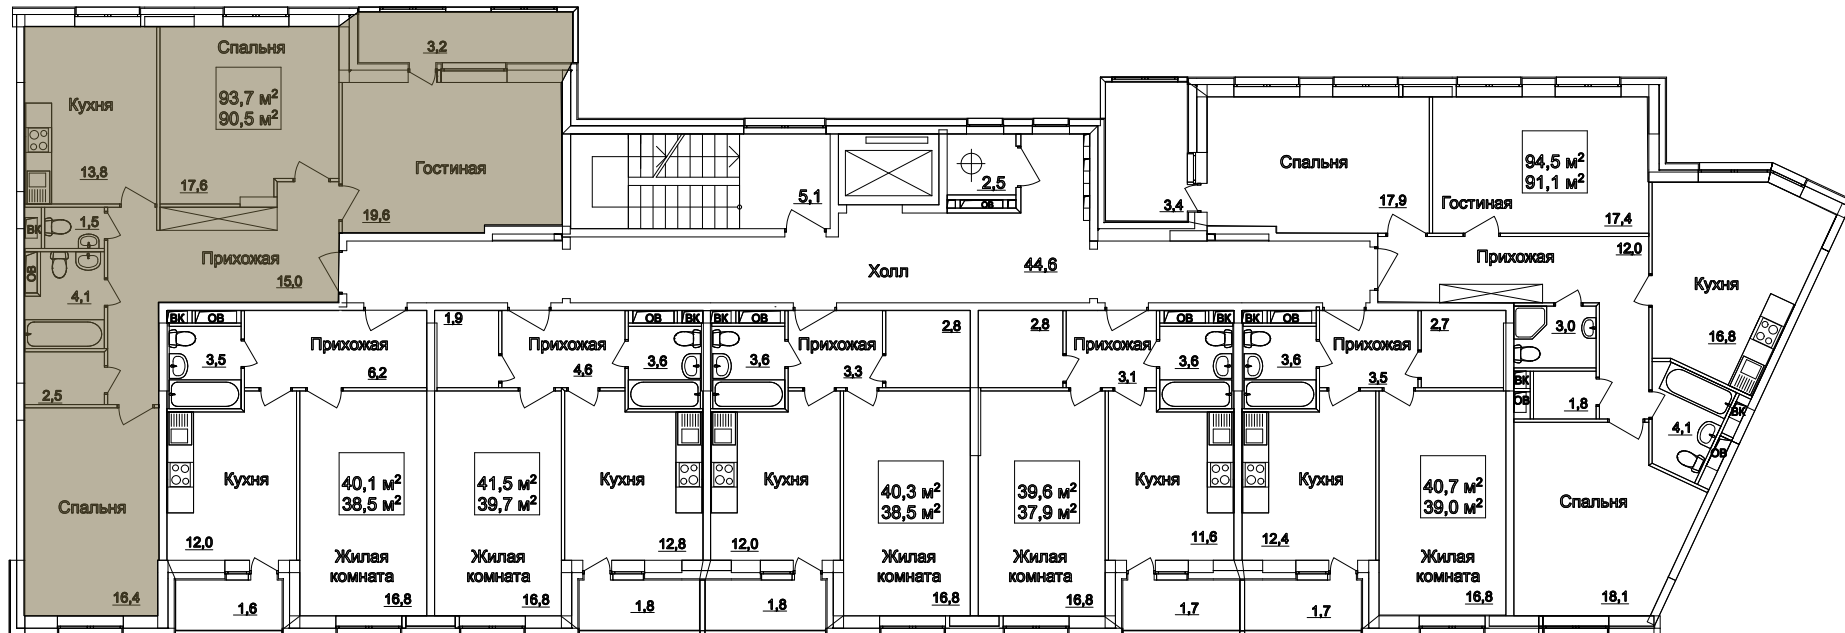 Спальня
93,7 м²
90,5 м²
17,6
3,2
Кухня
13,8
Гостиная
19,6
1,5
ВК
ОВ
4,1
Прихожая
15,0
2,5
Спальня
16,4
5,1
2,5
ОВ
Холл
44,6
3,4
Спальня
17,9
94,5 м²
91,1 м²
Гостиная
17,4
Прихожая
12,0
Кухня
16,8
3,0
ВК
ОВ
1,8
4,1
ВК
ОВ
Спальня
18,1
ВК
ОВ
3,5
Прихожая
6,2
Кухня
12,0
40,1 м²
38,5 м²
Жилая
комната
16,8
1,6
1,9
Прихожая
4,6
ОВ
ВК
3,6
41,5 м²
39,7 м²
Жилая
комната
16,8
Кухня
12,8
1,8
ВК
ОВ
3,6
Прихожая
3,3
2,8
Кухня
12,0
40,3 м²
38,5 м²
Жилая
комната
16,8
1,8
2,8
Прихожая
3,1
ОВ
ВК
3,6
39,6 м²
37,9 м²
Жилая
комната
16,8
Кухня
11,6
1,7
ВК
ОВ
3,6
Прихожая
3,5
2,7
Кухня
12,4
40,7 м²
39,0 м²
Жилая
комната
16,8
1,7